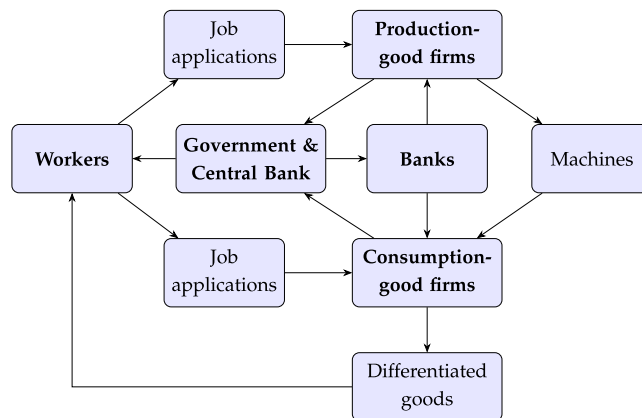 Job
applications
Production-
good firms
Workers
Government &
Central Bank
Banks
Machines
Job
applications
Consumption-
good firms
Differentiated
goods